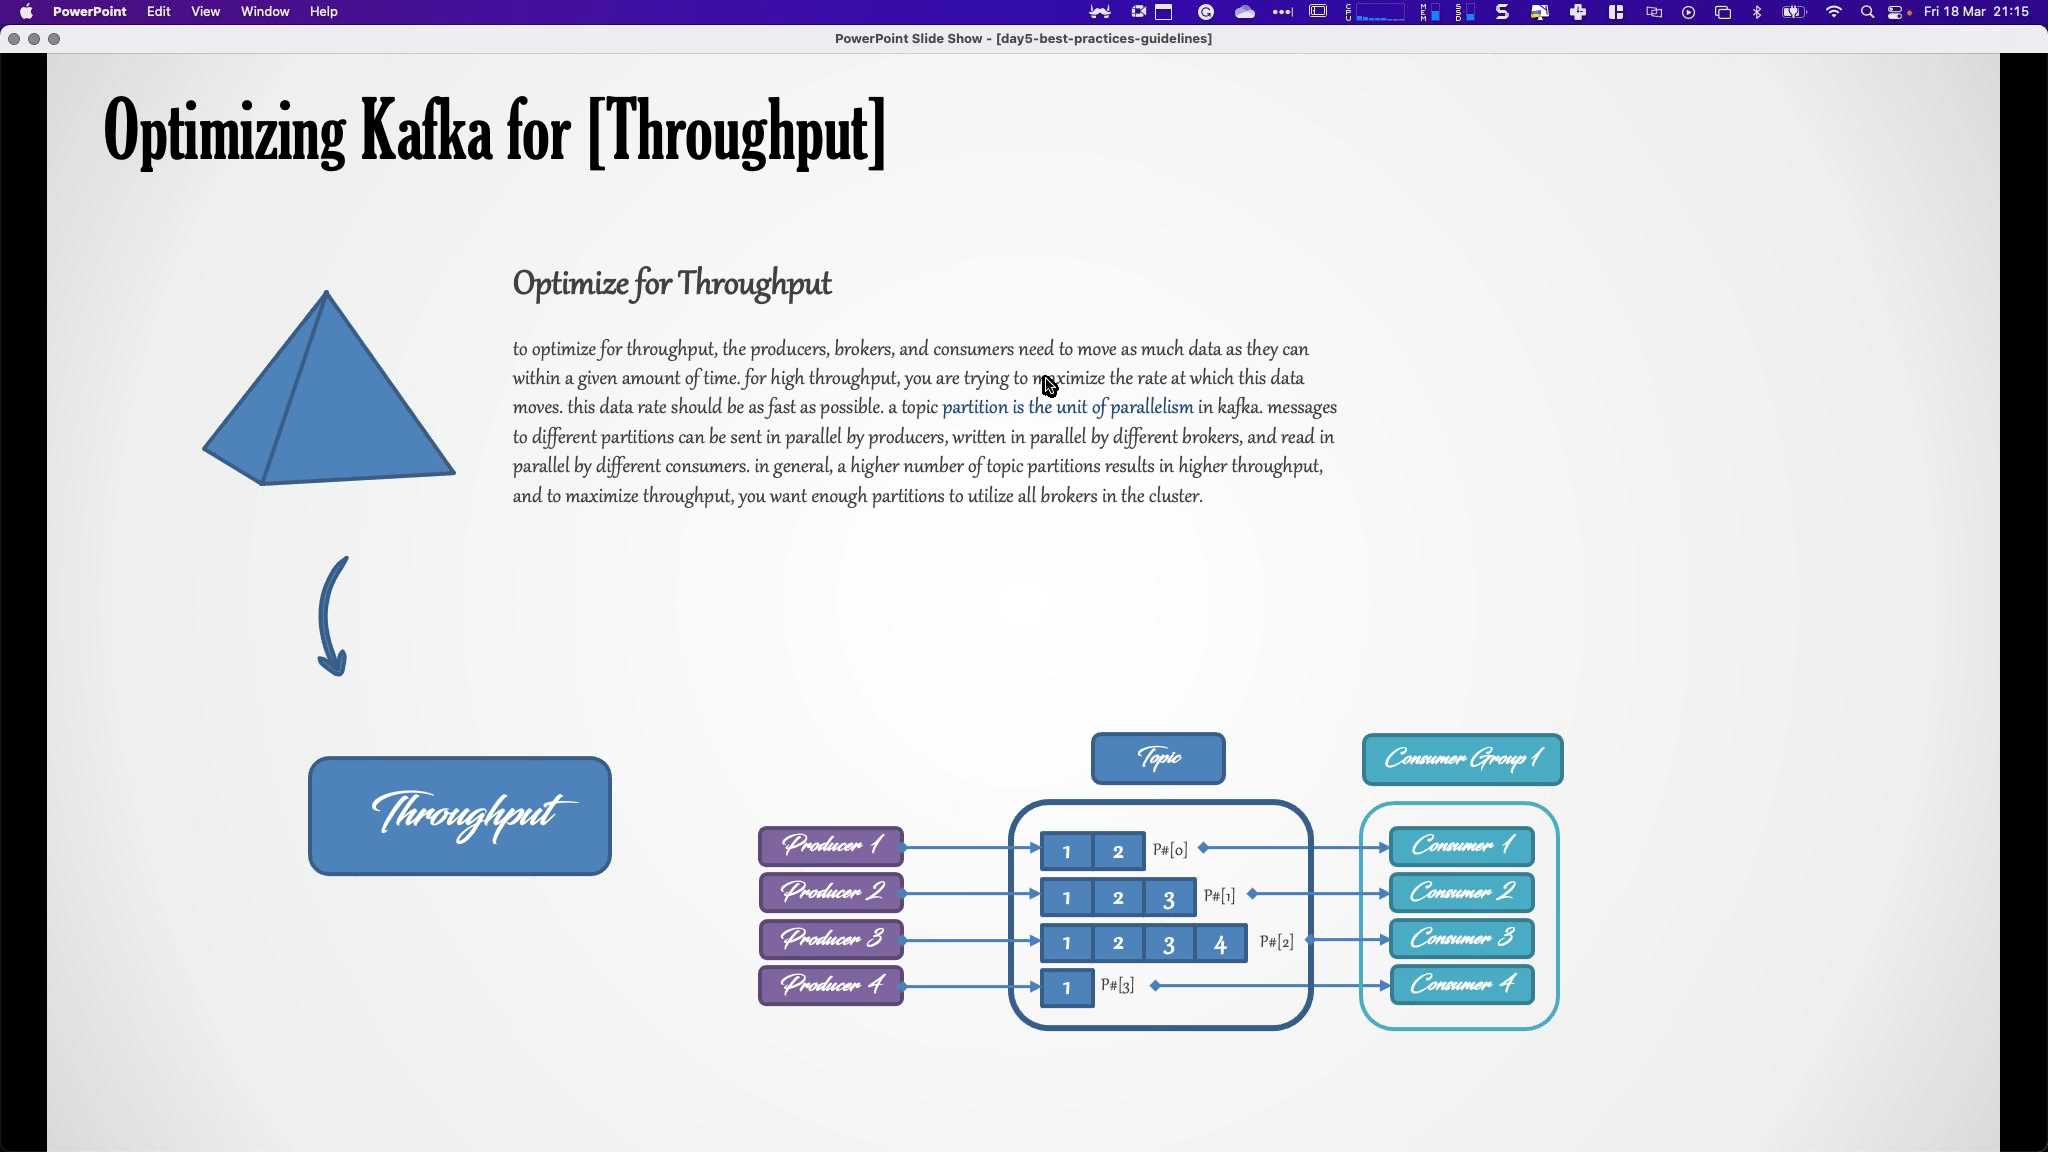 PowerPoint Edit View Window Help
CPU MEM SSD Fri 18 Mar 21:15
PowerPoint Slide Show - [day5-best-practices-guidelines]
Optimizing Kafka for [Throughput]
Optimize for Throughput
to optimize for throughput, the producers, brokers, and consumers need to move as much data as they can
within a given amount of time. for high throughput, you are trying to maximize the rate at which this data
moves. this data rate should be as fast as possible. a topic partition is the unit of parallelism in kafka. messages
to different partitions can be sent in parallel by producers, written in parallel by different brokers, and read in
parallel by different consumers. in general, a higher number of topic partitions results in higher throughput,
and to maximize throughput, you want enough partitions to utilize all brokers in the cluster.
Throughput
Topic
Consumer Group 1
Producer 1 1 2 P#[0] Consumer 1
Producer 2 1 2 3 P#[1] Consumer 2
Producer 3 1 2 3 4 P#[2] Consumer 3
Producer 4 1 P#[3] Consumer 4